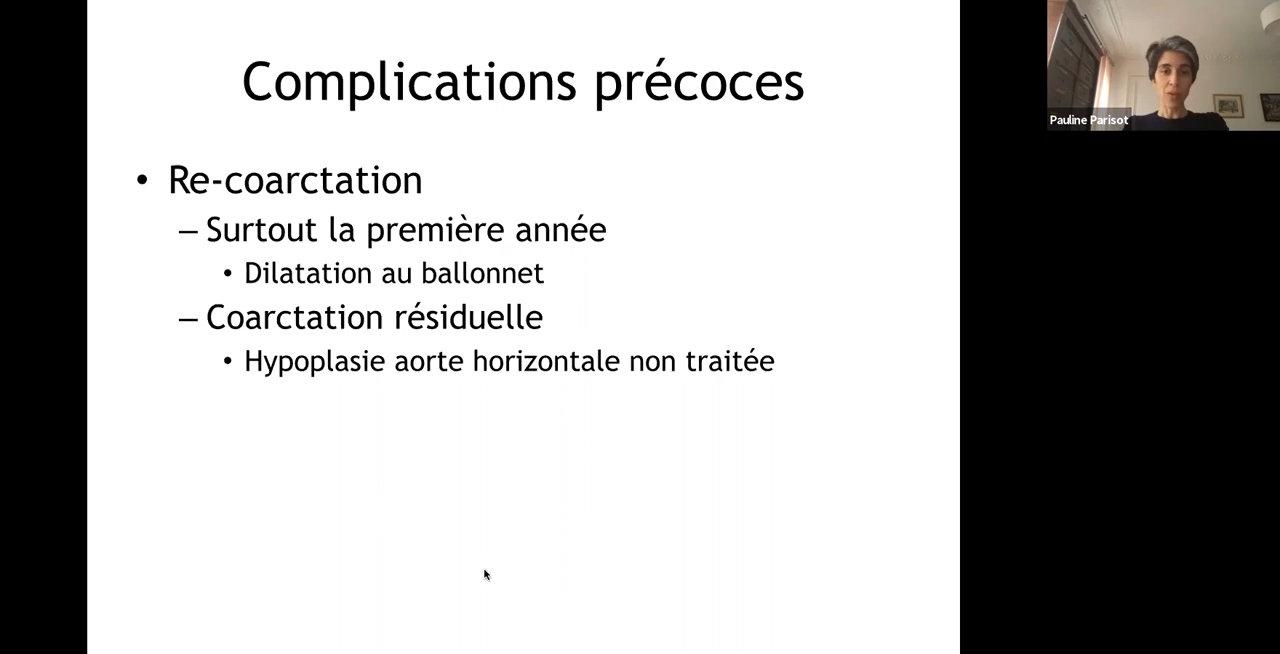 Complications précoces
• Re-coarctation
– Surtout la première année
• Dilatation au ballonnet
– Coarctation résiduelle
• Hypoplasie aorte horizontale non traitée
Pauline Parisot